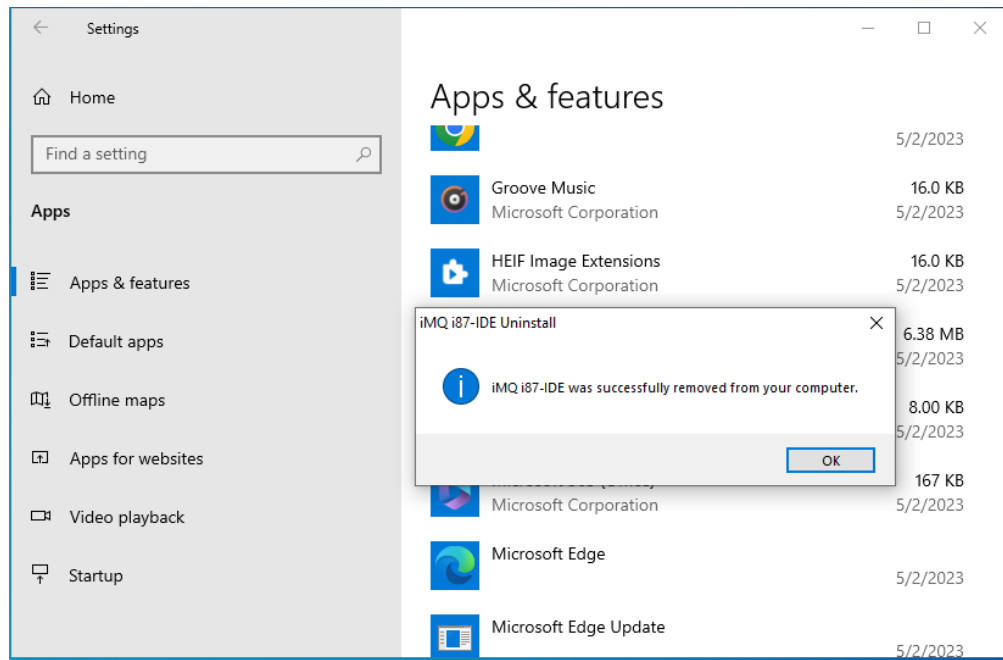 Settings
Home
Find a setting
Apps
Apps & features
Default apps
Offline maps
Apps for websites
Video playback
Startup
Apps & features
5/2/2023
Groove Music 16.0 KB
Microsoft Corporation 5/2/2023
HEIF Image Extensions 16.0 KB
Microsoft Corporation 5/2/2023
6.38 MB
5/2/2023
8.00 KB
5/2/2023
iMQ i87-IDE Uninstall
iMQ i87-IDE was successfully removed from your computer.
OK
167 KB
Microsoft Corporation 5/2/2023
Microsoft Edge
5/2/2023
Microsoft Edge Update
5/2/2023